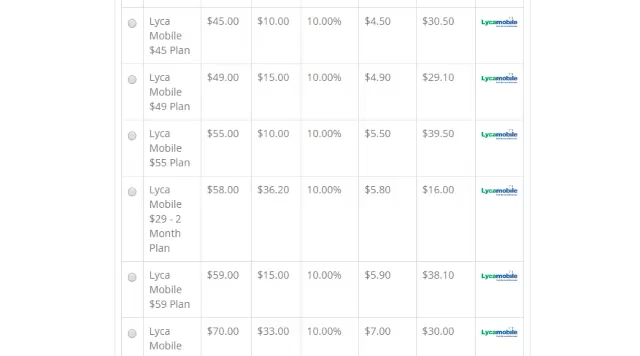 Lyca Mobile $45 Plan $45.00 $10.00 10.00% $4.50 $30.50 Lycamobile
Lyca Mobile $49 Plan $49.00 $15.00 10.00% $4.90 $29.10 Lycamobile
Lyca Mobile $55 Plan $55.00 $10.00 10.00% $5.50 $39.50 Lycamobile
Lyca Mobile $29 - 2 Month Plan $58.00 $36.20 10.00% $5.80 $16.00 Lycamobile
Lyca Mobile $59 Plan $59.00 $15.00 10.00% $5.90 $38.10 Lycamobile
Lyca Mobile $70.00 $33.00 10.00% $7.00 $30.00 Lycamobile